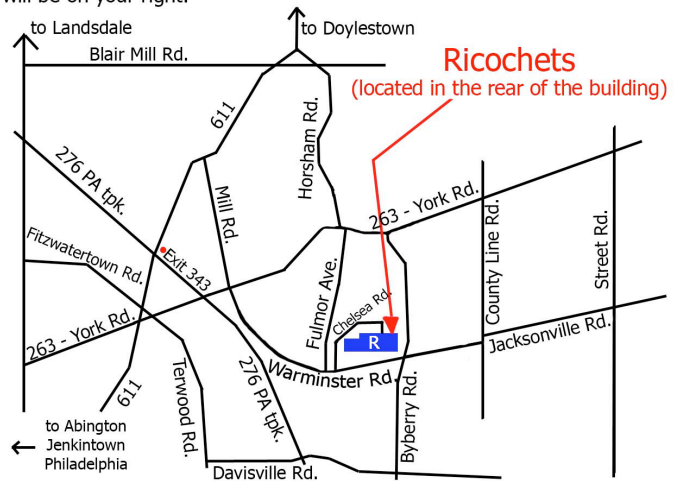 will be on your right.
to Landsdale
to Doylestown
Blair Mill Rd.
Ricochets
(located in the rear of the building)
611
Horsham Rd.
276 PA tpk.
Mill Rd.
263 - York Rd.
County Line Rd.
Street Rd.
Fitzwatertown Rd.
Exit 343
Fulmor Ave.
Chelsea Rd.
R
263 - York Rd.
Jacksonville Rd.
Warminster Rd.
611
Terwood Rd.
276 PA tpk.
Byberry Rd.
to Abington
Jenkintown
Philadelphia
Davisville Rd.